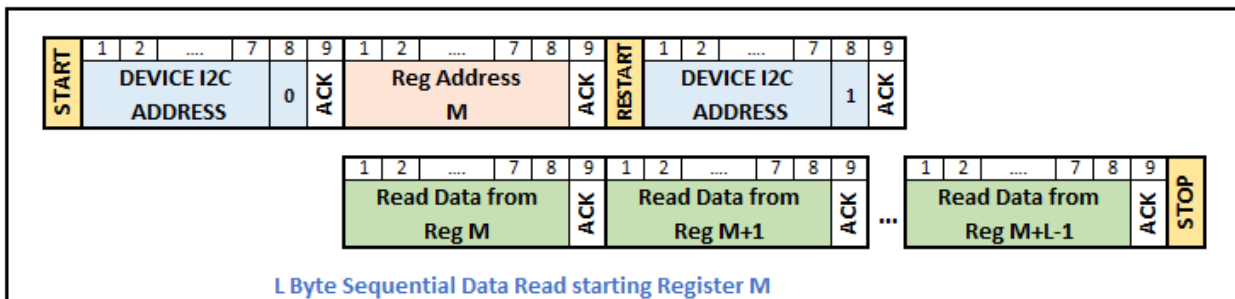 1 2 .... 7 8 9 1 2 .... 7 8 9 1 2 .... 7 8 9
START DEVICE I2C ADDRESS 0 ACK Reg Address M ACK RESTART DEVICE I2C ADDRESS 1 ACK
1 2 .... 7 8 9 1 2 .... 7 8 9 1 2 .... 7 8 9
Read Data from Reg M ACK Read Data from Reg M+1 ACK ... Read Data from Reg M+L-1 ACK STOP
L Byte Sequential Data Read starting Register M